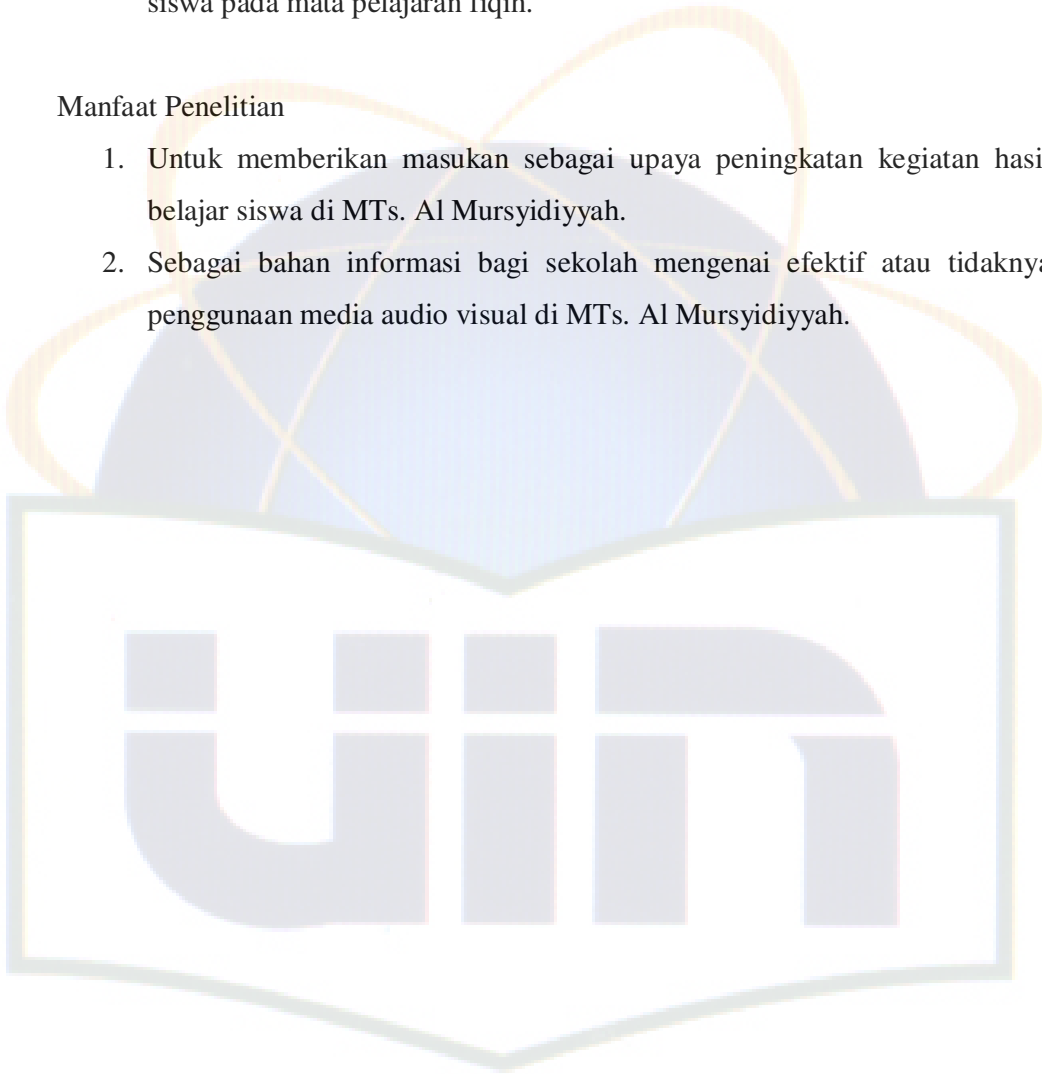 siswa pada mata pelajaran fiqih.
Manfaat Penelitian
1. Untuk memberikan masukan sebagai upaya peningkatan kegiatan hasi
belajar siswa di MTs. Al Mursyidiyyah.
2. Sebagai bahan informasi bagi sekolah mengenai efektif atau tidaknya
penggunaan media audio visual di MTs. Al Mursyidiyyah.
uin